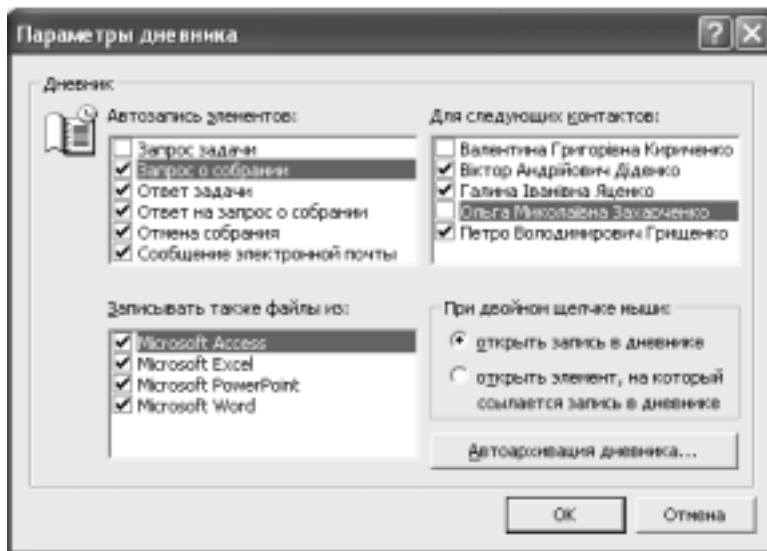 Параметры дневника
Дневник
Автозапись элементов:
Запрос задачи
Запрос о собрании
Ответ задачи
Ответ на запрос о собрании
Отмена собрания
Сообщение электронной почты
Для следующих контактов:
Валентина Григорівна Кириченко
Віктор Андрійович Діденко
Галина Іванівна Яценко
Ольга Миколаївна Захарченко
Петро Володимирович Грищенко
Записывать также файлы из:
Microsoft Access
Microsoft Excel
Microsoft PowerPoint
Microsoft Word
При двойном щелчке мыши:
открыть запись в дневнике
открыть элемент, на который
ссылается запись в дневнике
Автоархивация дневника...
ОК
Отмена